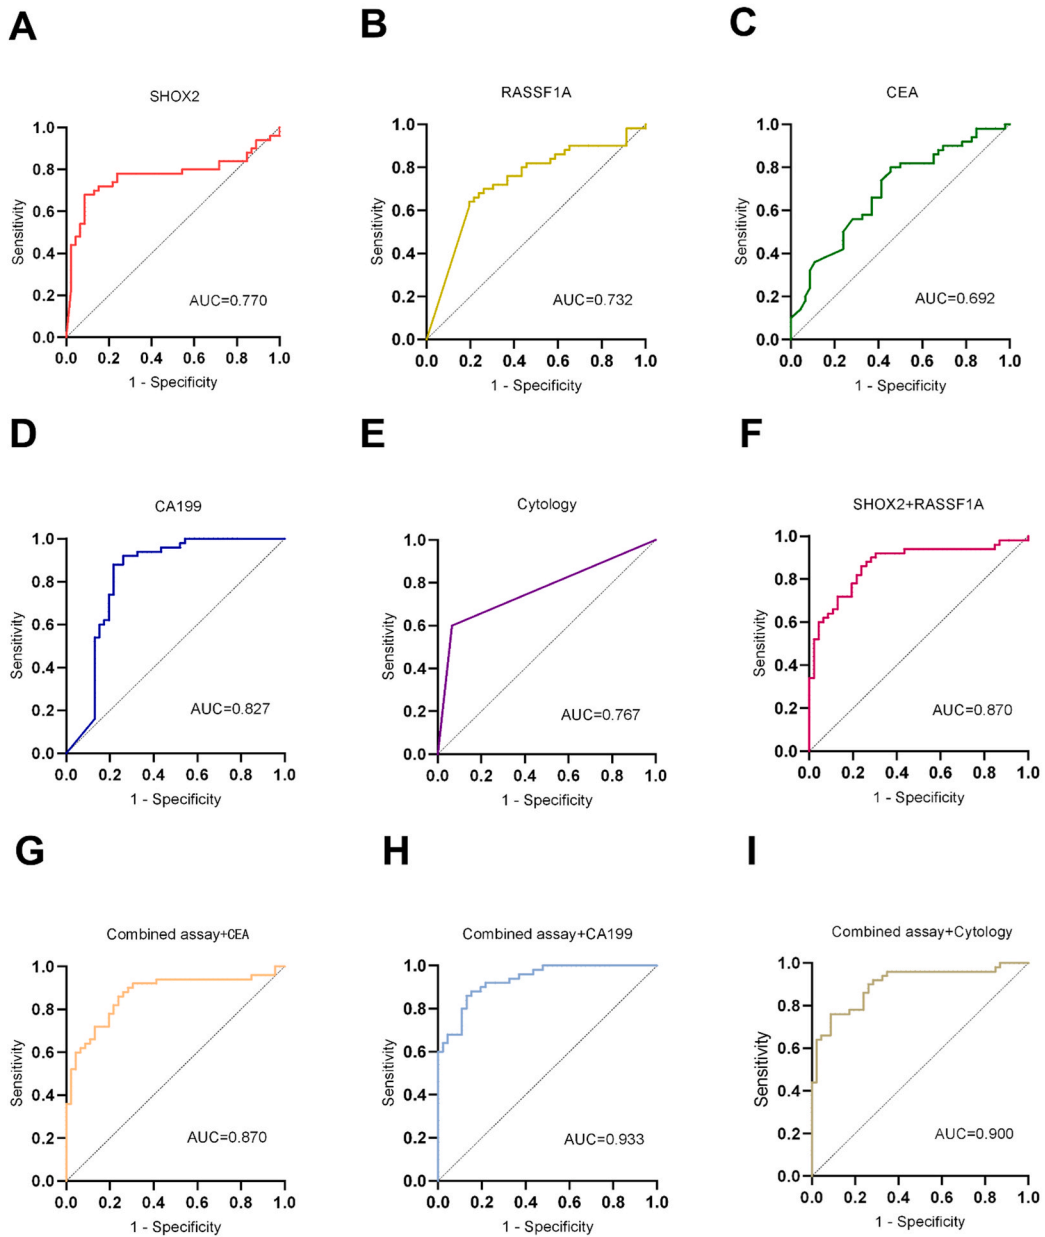 A
B
C
SHOX2
RASSF1A
CEA
Sensitivity
1.0
0.8
0.6
0.4
0.2
0.0
AUC=0.770
0.0 0.2 0.4 0.6 0.8 1.0
1 - Specificity
Sensitivity
1.0
0.8
0.6
0.4
0.2
0.0
AUC=0.732
0.0 0.2 0.4 0.6 0.8 1.0
1 - Specificity
Sensitivity
1.0
0.8
0.6
0.4
0.2
0.0
AUC=0.692
0.0 0.2 0.4 0.6 0.8 1.0
1 - Specificity
D
E
F
CA199
Cytology
SHOX2+RASSF1A
Sensitivity
1.0
0.8
0.6
0.4
0.2
0.0
AUC=0.827
0.0 0.2 0.4 0.6 0.8 1.0
1 - Specificity
Sensitivity
1.0
0.8
0.6
0.4
0.2
0.0
AUC=0.767
0.0 0.2 0.4 0.6 0.8 1.0
1 - Specificity
Sensitivity
1.0
0.8
0.6
0.4
0.2
0.0
AUC=0.870
0.0 0.2 0.4 0.6 0.8 1.0
1 - Specificity
G
H
I
Combined assay+CEA
Combined assay+CA199
Combined assay+Cytology
Sensitivity
1.0
0.8
0.6
0.4
0.2
0.0
AUC=0.870
0.0 0.2 0.4 0.6 0.8 1.0
1 - Specificity
Sensitivity
1.0
0.8
0.6
0.4
0.2
0.0
AUC=0.933
0.0 0.2 0.4 0.6 0.8 1.0
1 - Specificity
Sensitivity
1.0
0.8
0.6
0.4
0.2
0.0
AUC=0.900
0.0 0.2 0.4 0.6 0.8 1.0
1 - Specificity